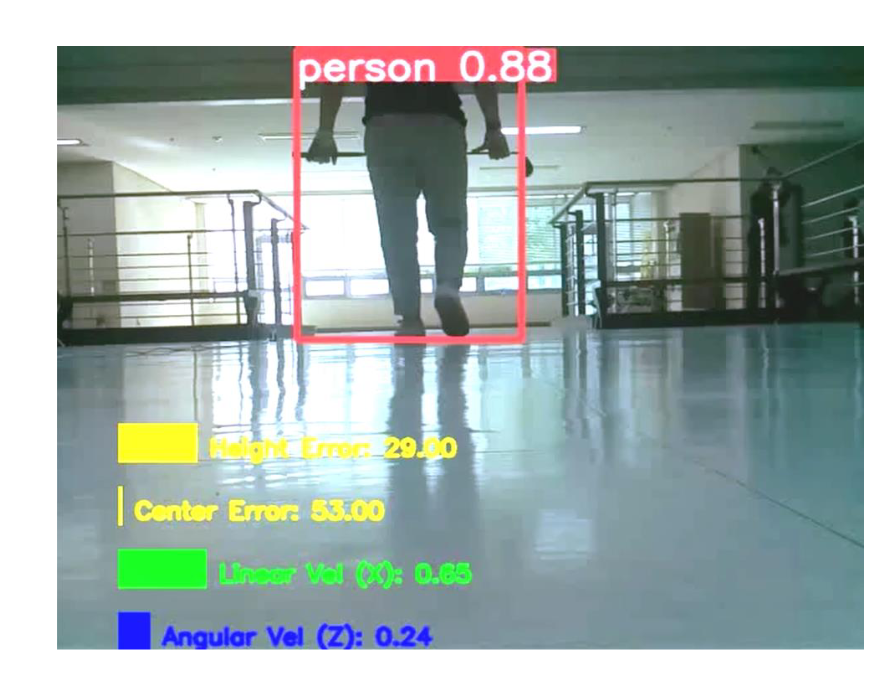 person 0.88
Height Error: 29.00
Center Error: 53.00
Linear Vel (X): 0.65
Angular Vel (Z): 0.24